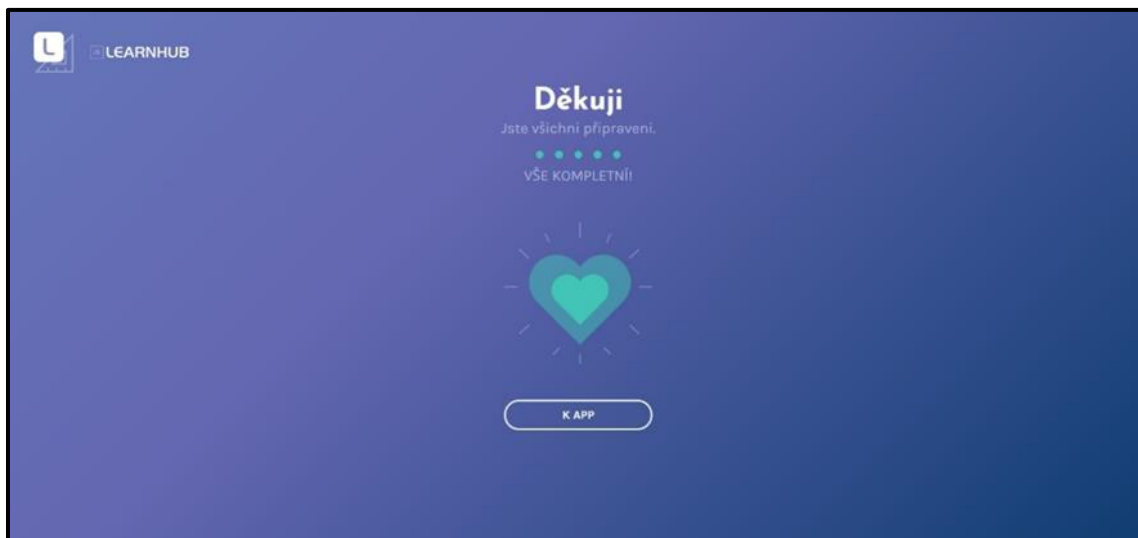 L
LEARNHUB
Děkuji
Jste všichni připraveni.
VŠE KOMPLETNÍ!
K APP